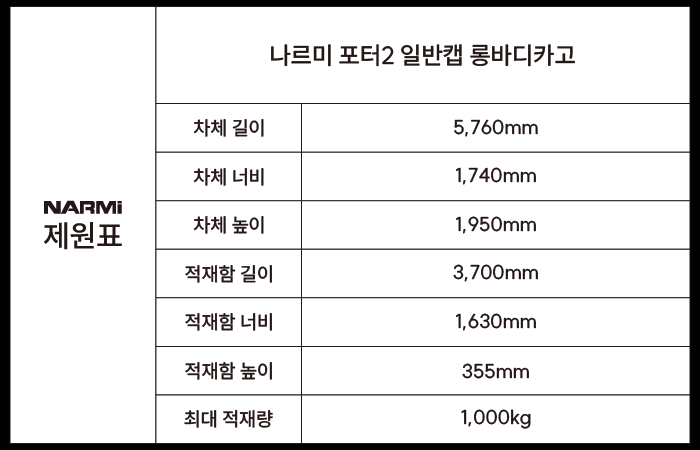 나르미 포터2 일반캡 롱바디카고
NARMi
제원표
차체 길이 5,760mm
차체 너비 1,740mm
차체 높이 1,950mm
적재함 길이 3,700mm
적재함 너비 1,630mm
적재함 높이 355mm
최대 적재량 1,000kg